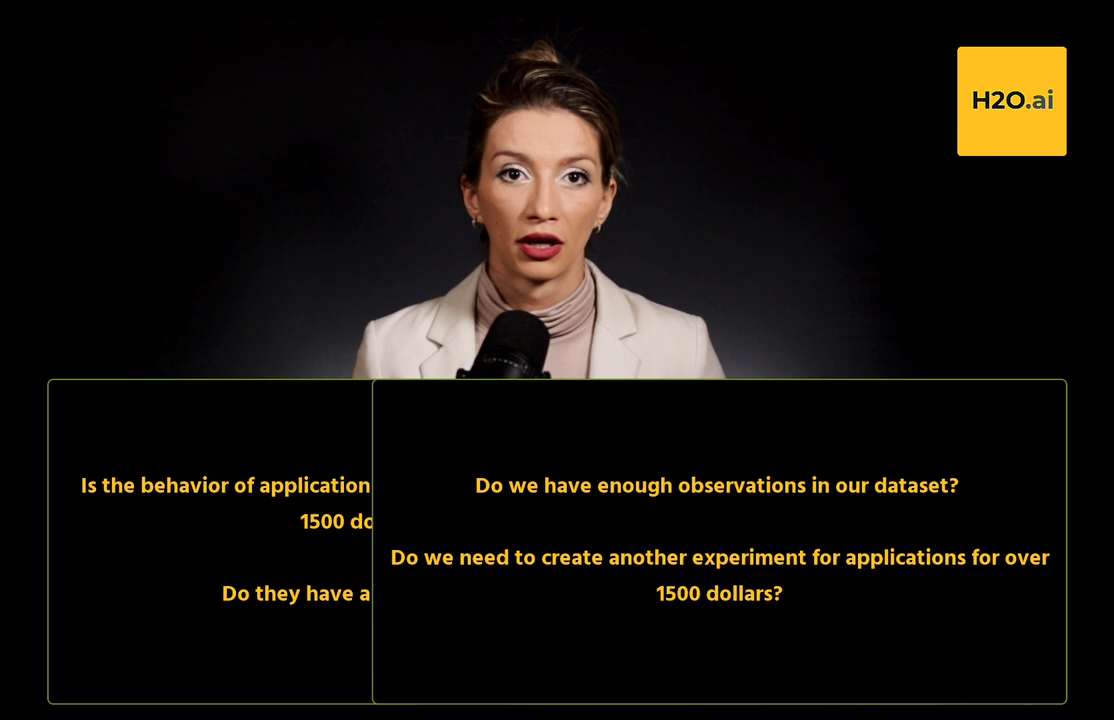 H2O.ai
Is the behavior of application
1500
Do they have a
Do we have enough observations in our dataset?
Do we need to create another experiment for applications for over
1500 dollars?